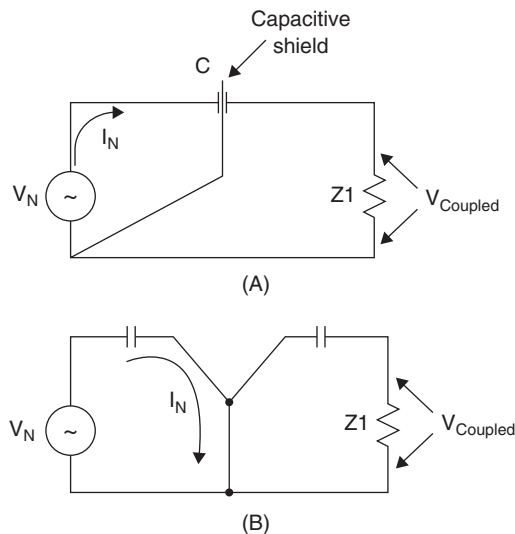 Capacitive
shield
C
I_N
V_N
~
Z1
V_Coupled
(A)
I_N
V_N
~
Z1
V_Coupled
(B)